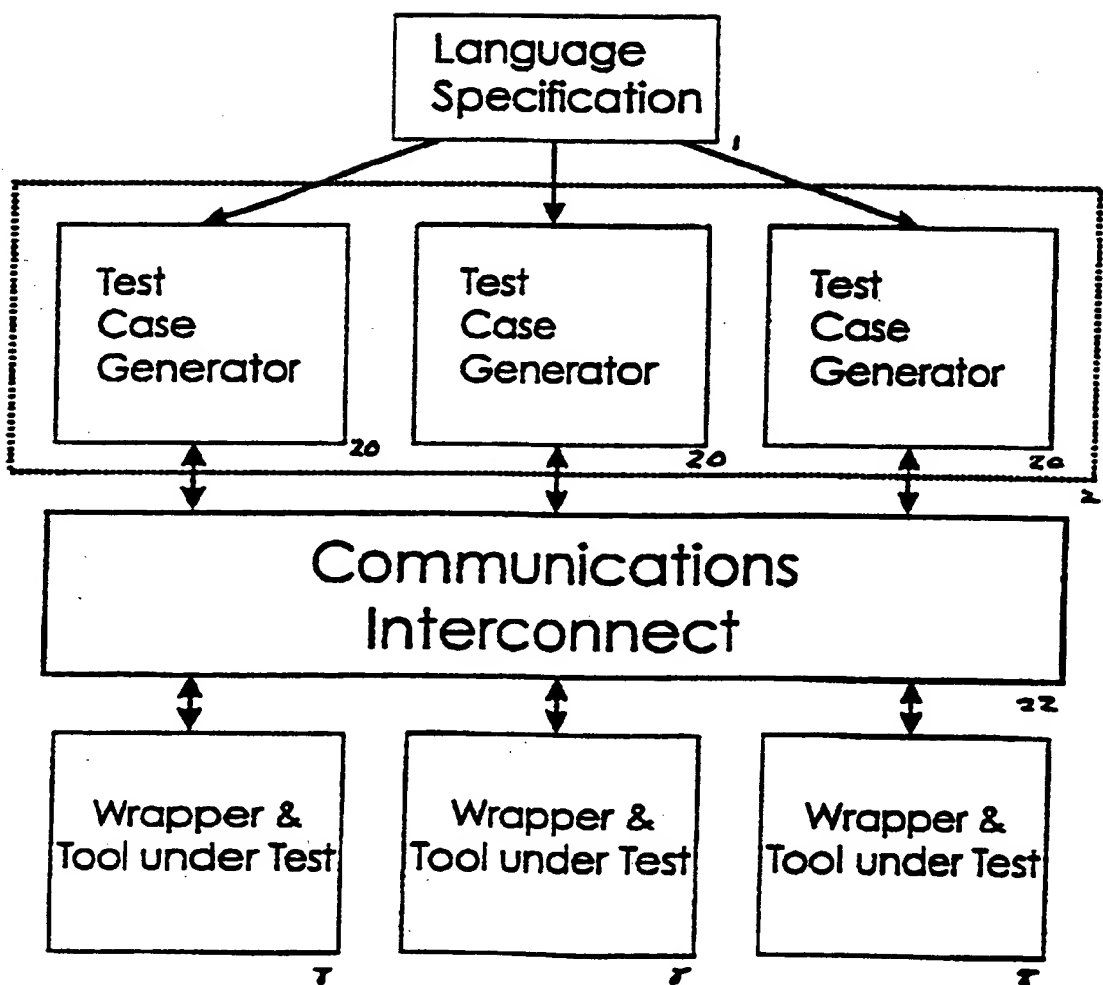 Language
Specification
1
Test
Case
Generator
20
Test
Case
Generator
20
Test
Case
Generator
20
Communications
Interconnect
22
Wrapper &
Tool under Test
Wrapper &
Tool under Test
Wrapper &
Tool under Test